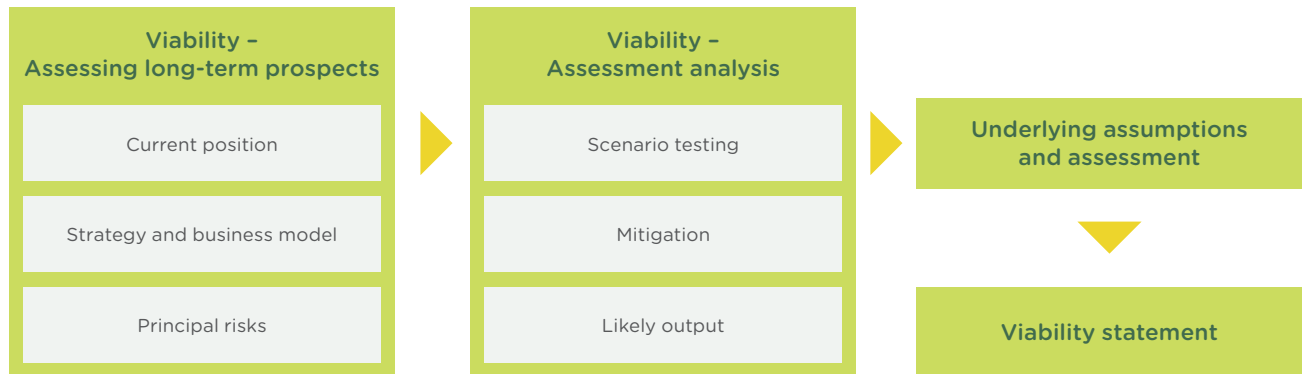 Viability –
Assessing long-term prospects
Current position
Strategy and business model
Principal risks
Viability –
Assessment analysis
Scenario testing
Mitigation
Likely output
Underlying assumptions
and assessment
Viability statement